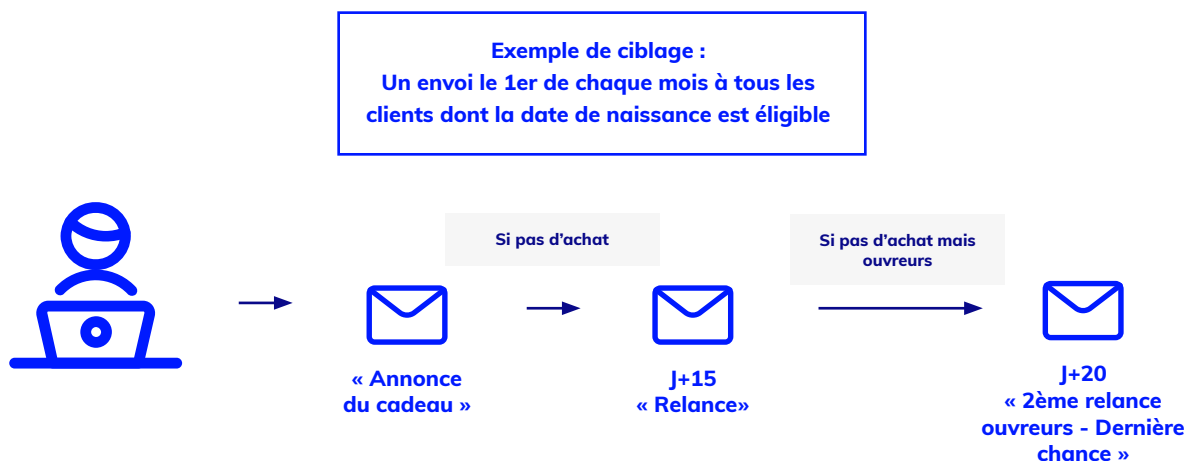 Exemple de ciblage :
Un envoi le 1er de chaque mois à tous les
clients dont la date de naissance est éligible
Si pas d’achat
Si pas d’achat mais
ouvreurs
« Annonce
du cadeau »
J+15
« Relance»
J+20
« 2ème relance
ouvreurs - Dernière
chance »